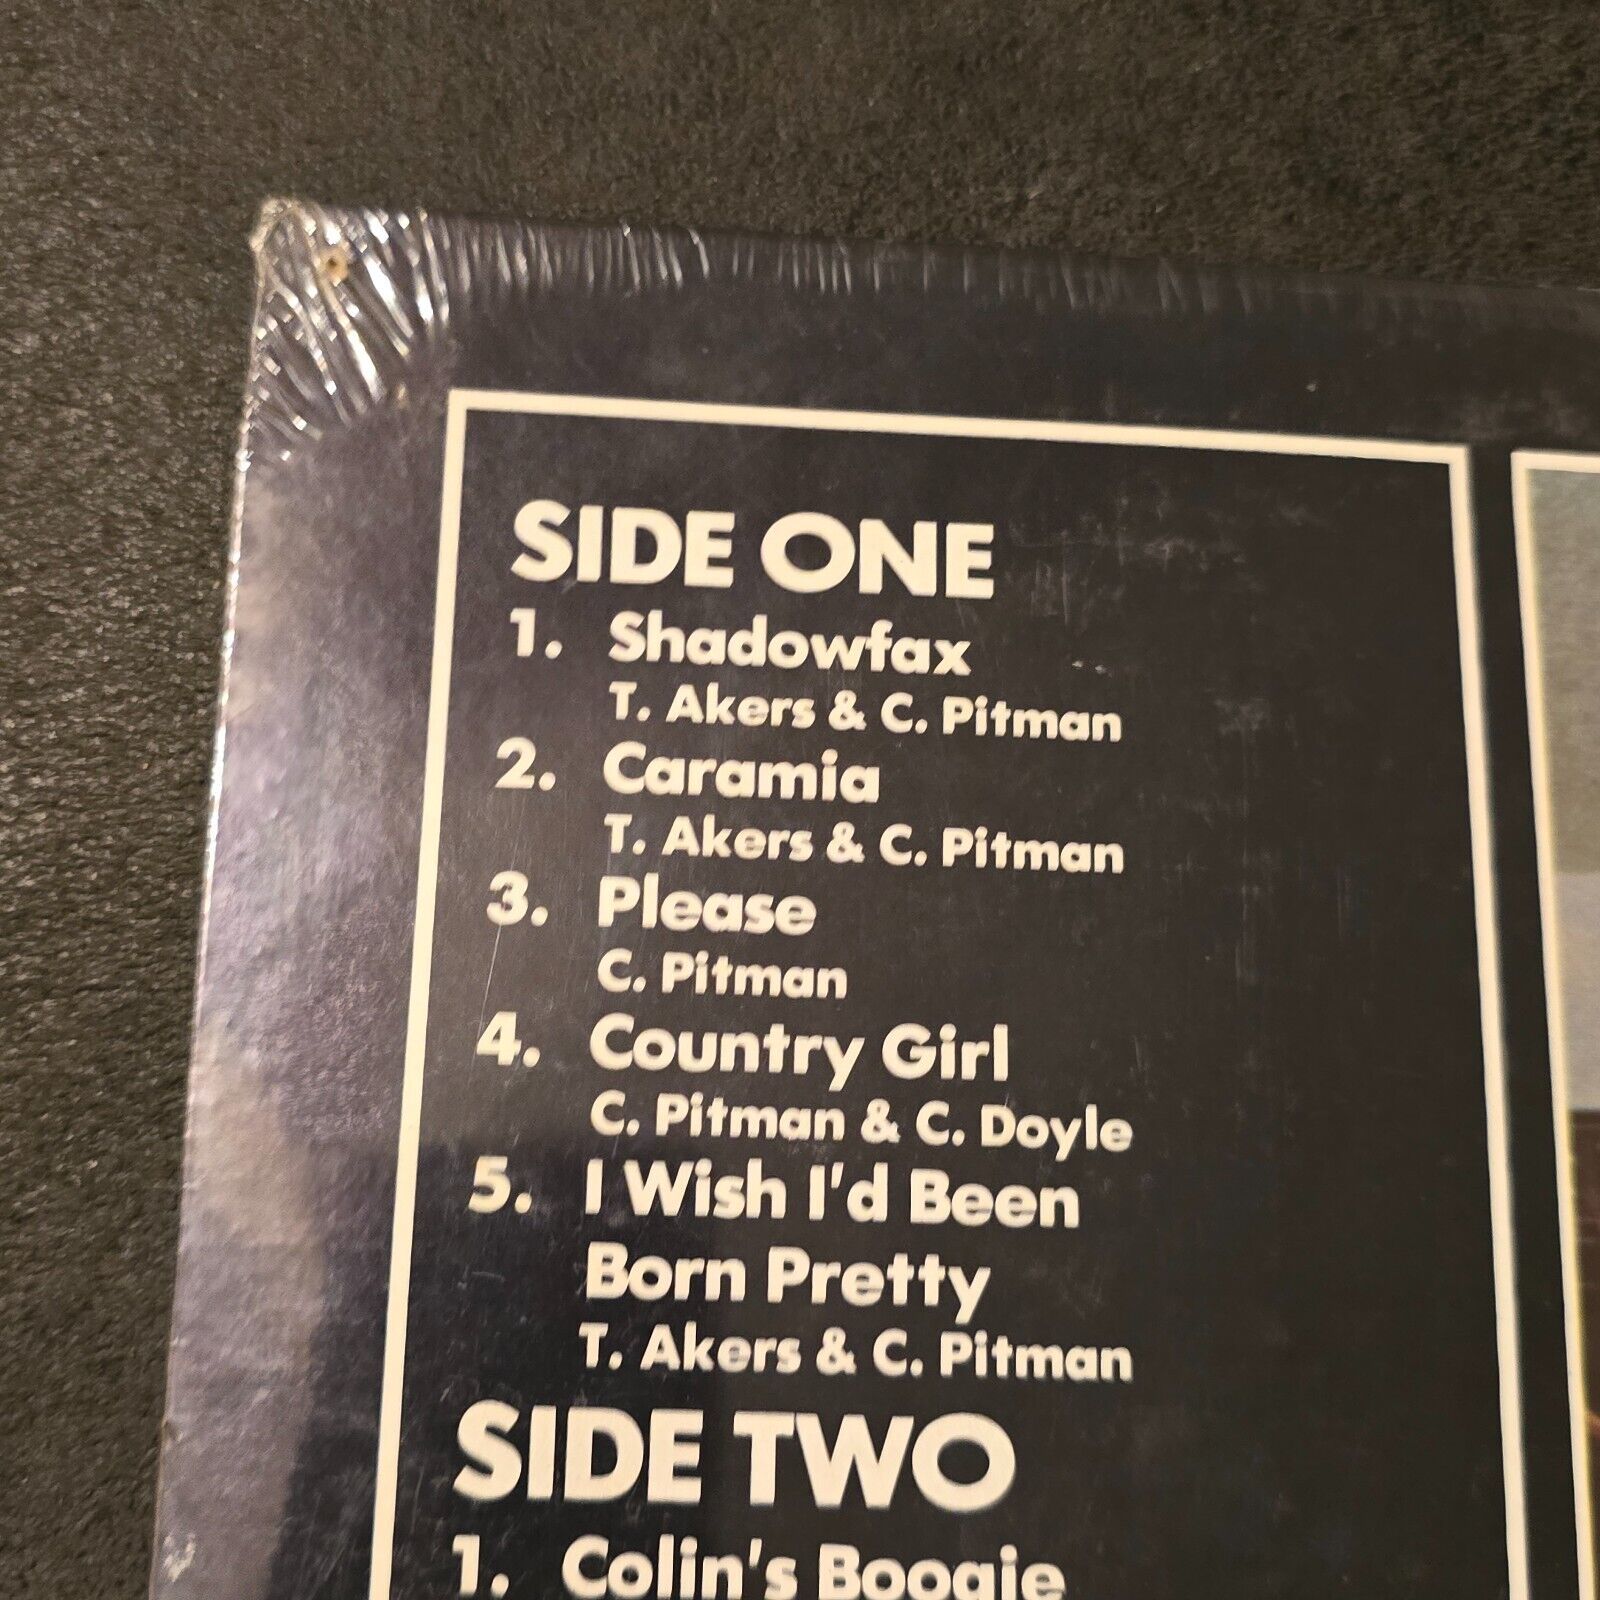 SIDE ONE
1. Shadowfax
T. Akers & C. Pitman
2. Caramia
T. Akers & C. Pitman
3. Please
C. Pitman
4. Country Girl
C. Pitman & C. Doyle
5. I Wish I'd Been
Born Pretty
T. Akers & C. Pitman
SIDE TWO
1. Colin's Boogie